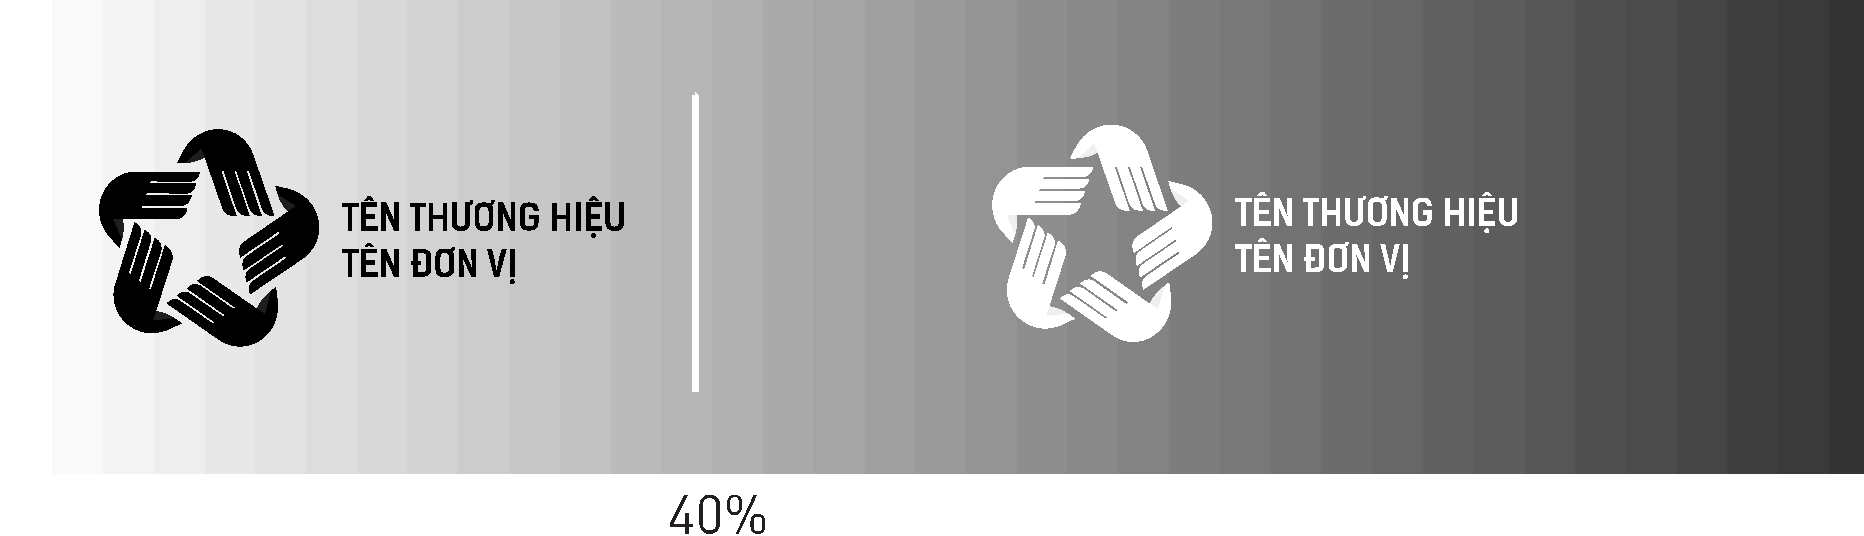 TÊN THƯƠNG HIỆU
TÊN ĐƠN VỊ
TÊN THƯƠNG HIỆU
TÊN ĐƠN VỊ
40%